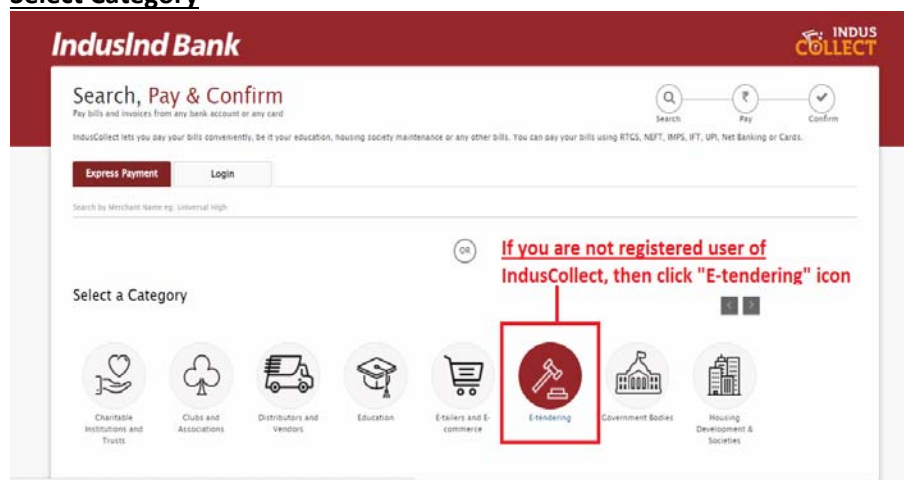 Select Category
IndusInd Bank
INDUS
COLLECT
Search, Pay & Confirm
Pay bills and invoices from any bank account or any card
Search
Pay
Confirm
IndusCollect lets you pay your bills conveniently, be it your education, housing society maintenance or any other bills. You can pay your bills using RTGS, NEFT, IMPS, IFT, UPI, Net Banking or Cards.
Express Payment
Login
Search by Merchant Name eg. Universal High
OR
If you are not registered user of
IndusCollect, then click "E-tendering" icon
Select a Category
< >
Charitable
Institutions and
Trusts
Clubs and
Associations
Distributors and
Vendors
Education
E-tailers and E-
commerce
E-tendering
Government Bodies
Housing
Development &
Societies